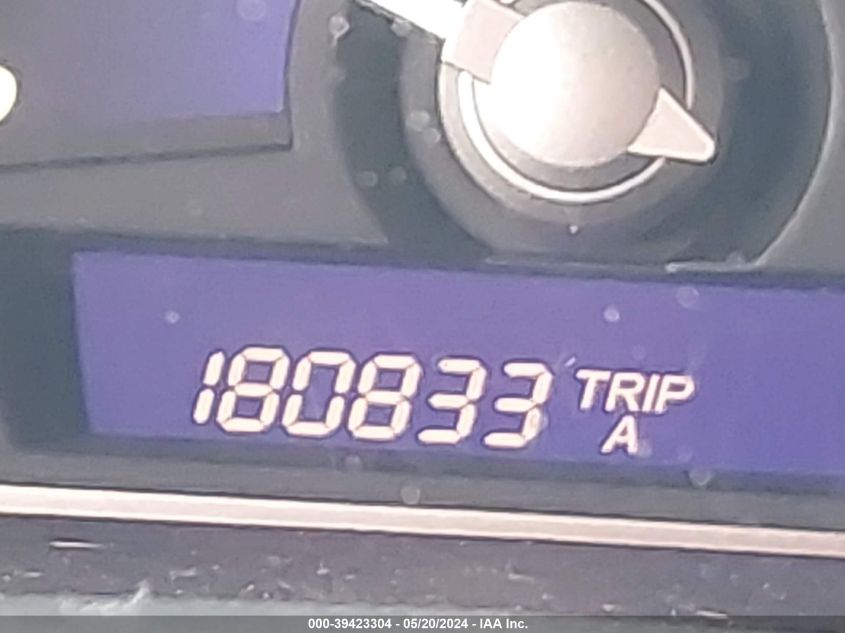 180833 TRIP
A
000-39423304 - 05/20/2024 - IAA Inc.